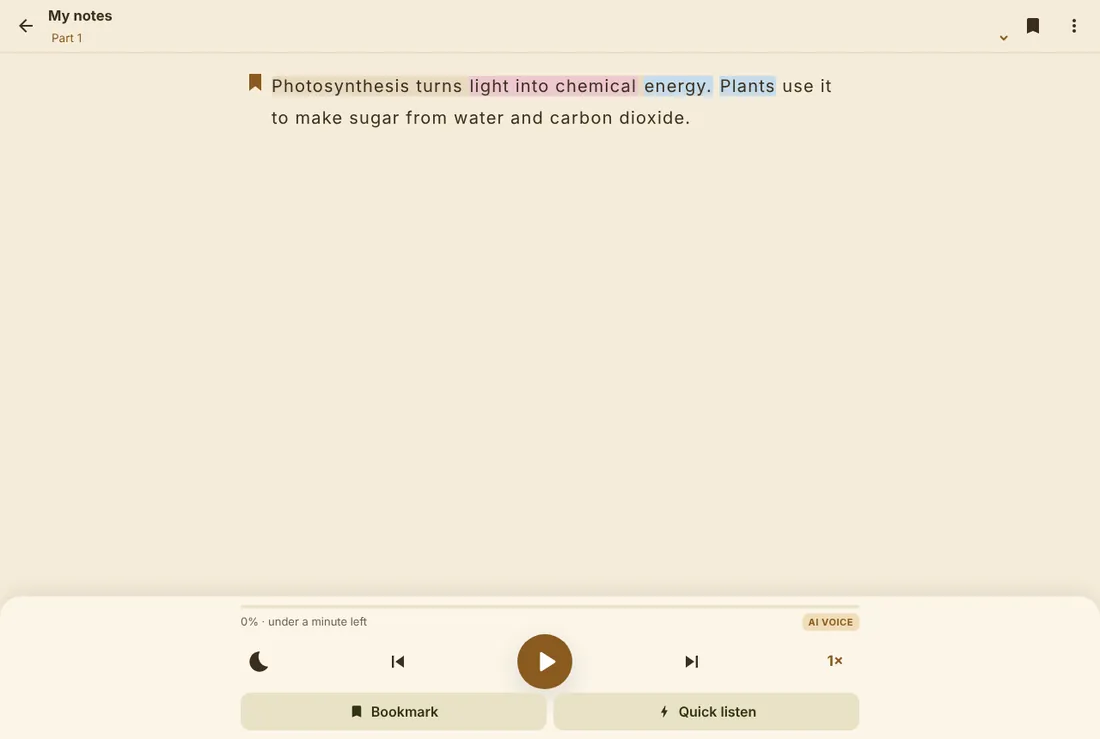 My notes
Part 1
Photosynthesis turns light into chemical energy. Plants use it
to make sugar from water and carbon dioxide.
0% · under a minute left
AI VOICE
1×
Bookmark
Quick listen